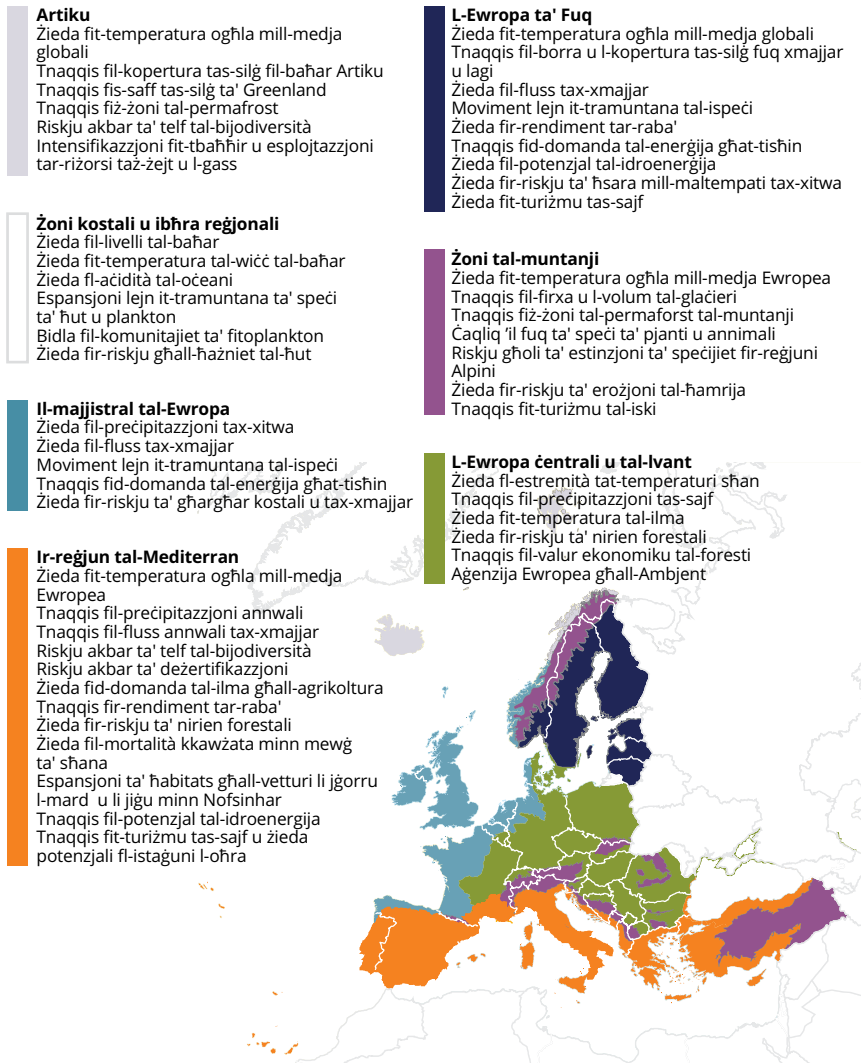 Artiku
Żieda fit-temperatura ogħla mill-medja
globali
Tnaqqis fil-kopertura tas-silġ fil-baħar Artiku
Tnaqqis fis-saff tas-silġ ta' Greenland
Tnaqqis fiż-żoni tal-permafrost
Riskju akbar ta' telf tal-bijodiversità
Intensifikazzjoni fit-tbaħħir u esplojtazzjoni
tar-riżorsi taż-żejt u l-gass
Żoni kostali u ibħra reġjonali
Żieda fil-livelli tal-baħar
Żieda fit-temperatura tal-wiċċ tal-baħar
Żieda fl-aċidità tal-oċeani
Espansjoni lejn it-tramuntana ta' speċi
ta' ħut u plankton
Bidla fil-komunitajiet ta' fitoplankton
Żieda fir-riskju għall-ħażniet tal-ħut
Il-majjistral tal-Ewropa
Żieda fil-preċipitazzjoni tax-xitwa
Żieda fil-fluss tax-xmajjar
Moviment lejn it-tramuntana tal-ispeċi
Tnaqqis fid-domanda tal-enerġija għat-tisħin
Żieda fir-riskju ta' għargħar kostali u tax-xmajjar
Ir-reġjun tal-Mediterran
Żieda fit-temperatura ogħla mill-medja
Ewropea
Tnaqqis fil-preċipitazzjoni annwali
Tnaqqis fil-fluss annwali tax-xmajjar
Riskju akbar ta' telf tal-bijodiversità
Riskju akbar ta' deżertifikazzjoni
Żieda fid-domanda tal-ilma għall-agrikoltura
Tnaqqis fir-rendiment tar-raba'
Żieda fir-riskju ta' nirien forestali
Żieda fil-mortalità kkawżata minn mewġ
ta' sħana
Espansjoni ta' ħabitats għall-vetturi li jġorru
l-mard u li jiġu minn Nofsinhar
Tnaqqis fil-potenzjal tal-idroenerġija
Tnaqqis fit-turiżmu tas-sajf u żieda
potenzjali fl-istaġuni l-oħra
L-Ewropa ta' Fuq
Żieda fit-temperatura ogħla mill-medja globali
Tnaqqis fil-borra u l-kopertura tas-silġ fuq xmajjar
u lagi
Żieda fil-fluss tax-xmajjar
Moviment lejn it-tramuntana tal-ispeċi
Żieda fir-rendiment tar-raba'
Tnaqqis fid-domanda tal-enerġija għat-tisħin
Żieda fil-potenzjal tal-idroenerġija
Żieda fir-riskju ta' ħsara mill-maltempati tax-xitwa
Żieda fit-turiżmu tas-sajf
Żoni tal-muntanji
Żieda fit-temperatura ogħla mill-medja Ewropea
Tnaqqis fil-firxa u l-volum tal-glaċieri
Tnaqqis fiż-żoni tal-permaforst tal-muntanji
Ċaqliq 'il fuq ta' speċi ta' pjanti u annimali
Riskju għoli ta' estinzjoni ta' speċijiet fir-reġjuni
Alpini
Żieda fir-riskju ta' erożjoni tal-ħamrija
Tnaqqis fit-turiżmu tal-iski
L-Ewropa ċentrali u tal-lvant
Żieda fl-estremità tat-temperaturi sħan
Tnaqqis fil-preċipitazzjoni tas-sajf
Żieda fit-temperatura tal-ilma
Żieda fir-riskju ta' nirien forestali
Tnaqqis fil-valur ekonomiku tal-foresti
Aġenzija Ewropea għall-Ambjent